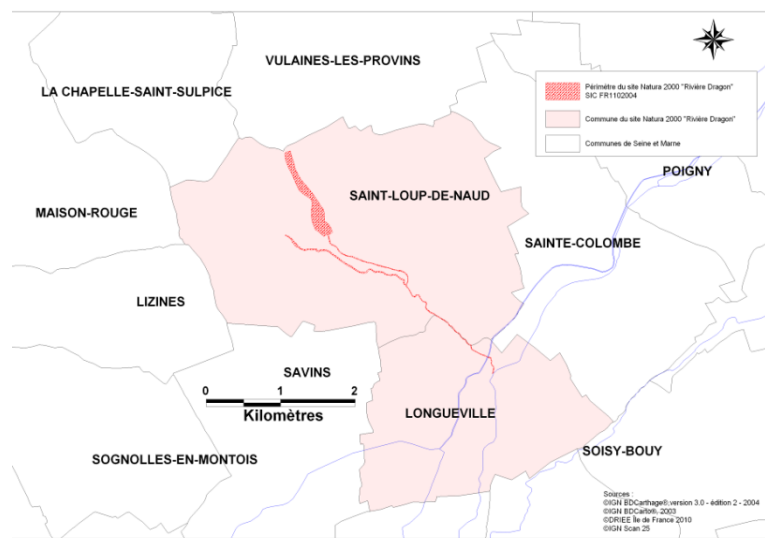 VULAINES-LES-PROVINS
LA CHAPELLE-SAINT-SULPICE
Périmètre du site Natura 2000 "Rivière Dragon"
SIC FR1102004
Commune du site Natura 2000 "Rivière Dragon"
Communes de Seine et Marne
POIGNY
SAINT-LOUP-DE-NAUD
MAISON-ROUGE
SAINTE-COLOMBE
LIZINES
SAVINS
0 1 2
Kilomètres
LONGUEVILLE
SOGNOLLES-EN-MONTOIS
SOISY-BOUY
Sources :
©IGN BDCarthage®,version 3.0 - édition 2 - 2004
©IGN BDCarto®, 2003
©DRIEE Île de France 2010
©IGN Scan 25